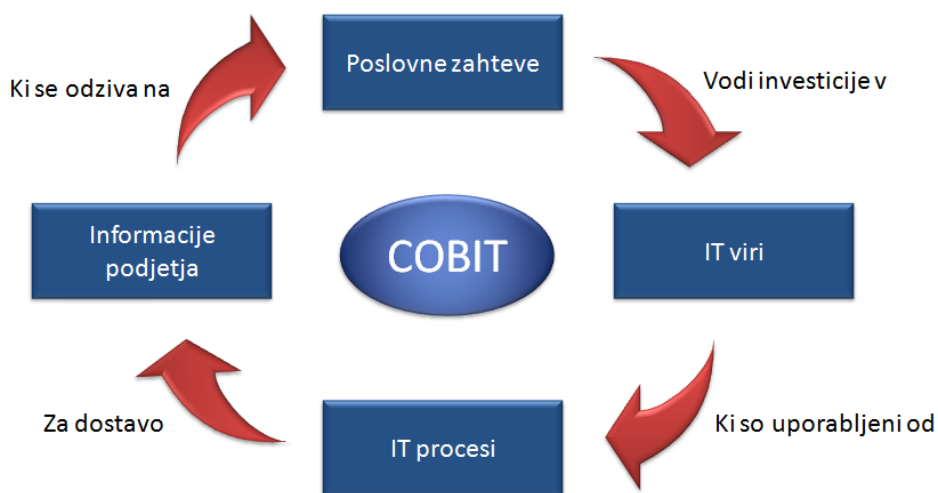 Poslovne zahteve
Ki se odziva na
Vodi investicije v
Informacije
podjetja
COBIT
IT viri
Za dostavo
IT procesi
Ki so uporabljeni od